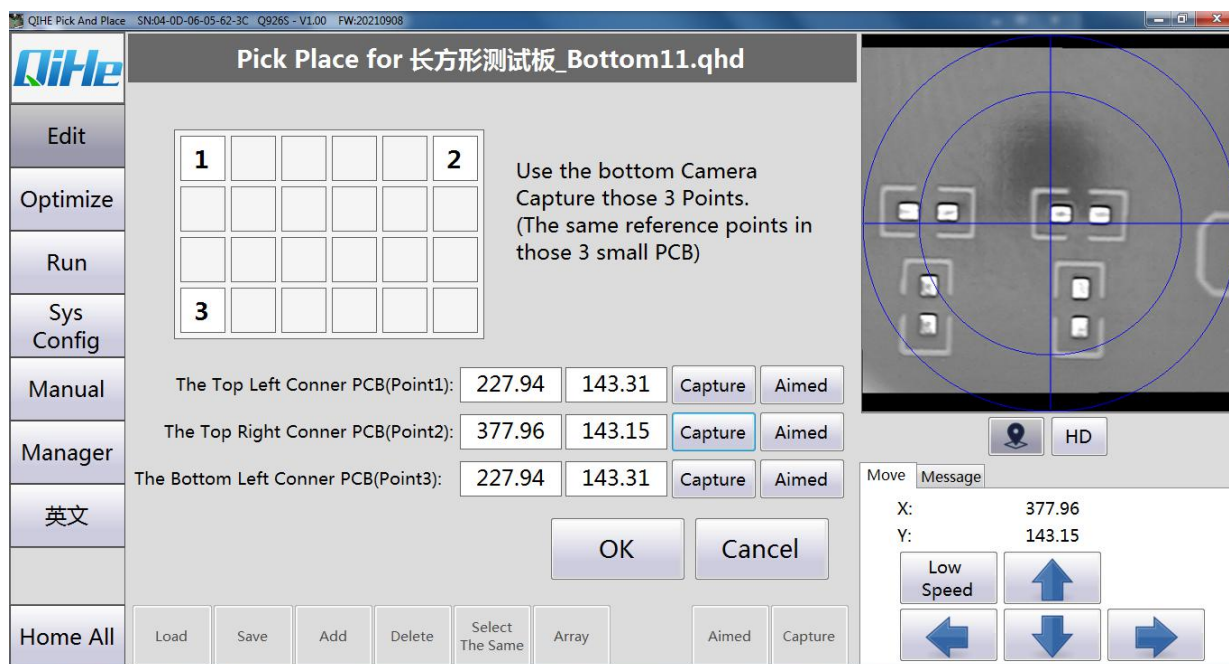 QIHE Pick And Place SN:04-0D-06-05-62-3C Q926S - V1.00 FW:20210908
QiHe
Pick Place for 长方形测试板_Bottom11.qhd
Edit
Optimize
Run
Sys
Config
Manual
Manager
英文
Home All
1
2
3
Use the bottom Camera
Capture those 3 Points.
(The same reference points in
those 3 small PCB)
The Top Left Conner PCB(Point1): 227.94 143.31 Capture Aimed
The Top Right Conner PCB(Point2): 377.96 143.15 Capture Aimed
The Bottom Left Conner PCB(Point3): 227.94 143.31 Capture Aimed
OK Cancel
Load Save Add Delete Select
The Same Array Aimed Capture
HD
Move Message
X: 377.96
Y: 143.15
Low
Speed